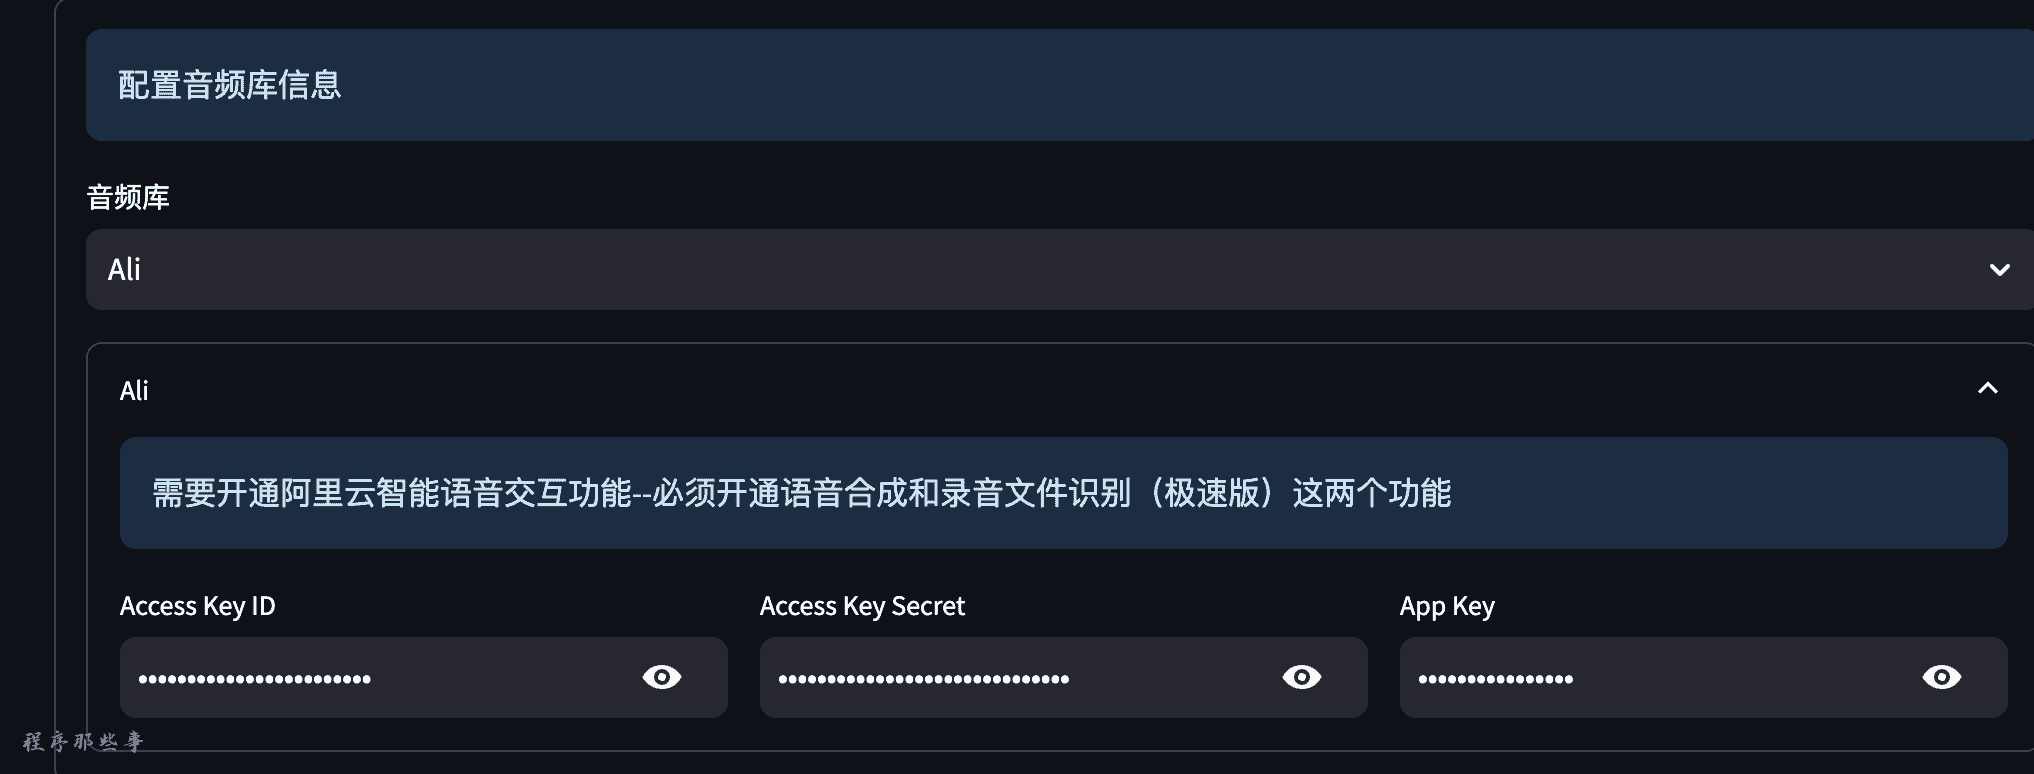 配置音频库信息
音频库
Ali
Ali
需要开通阿里云智能语音交互功能--必须开通语音合成和录音文件识别（极速版）这两个功能
Access Key ID
Access Key Secret
App Key
程序那些事